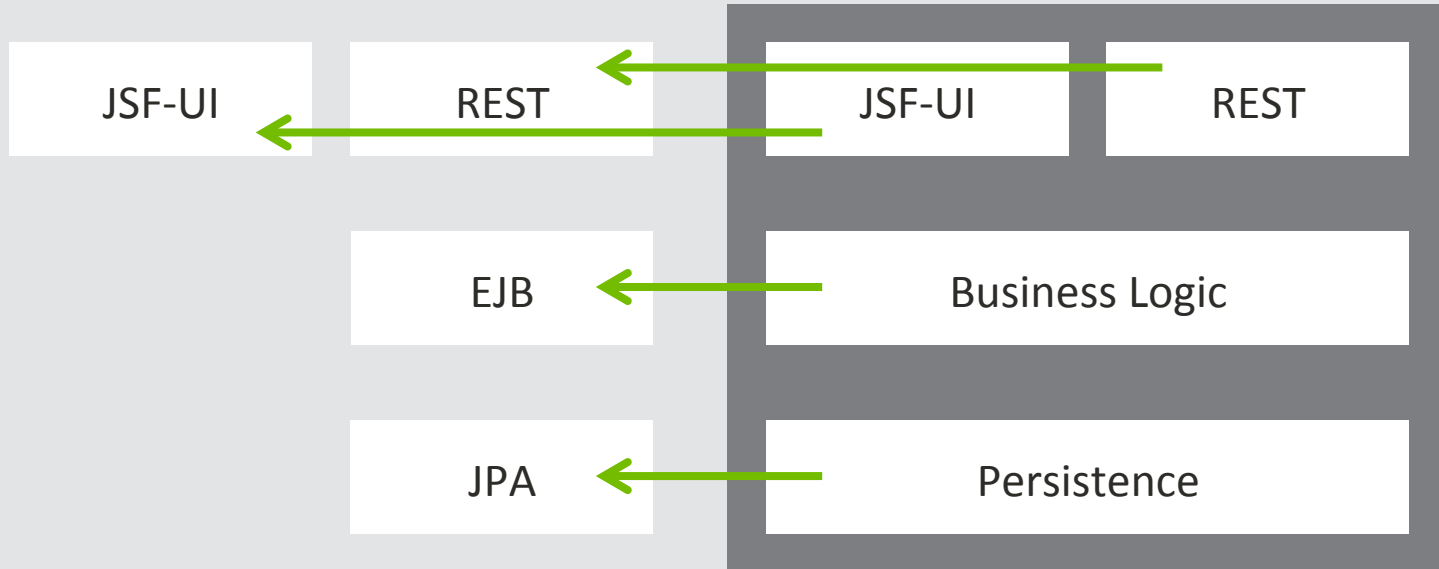 JSF-UI
REST
JSF-UI
REST
EJB
Business Logic
JPA
Persistence